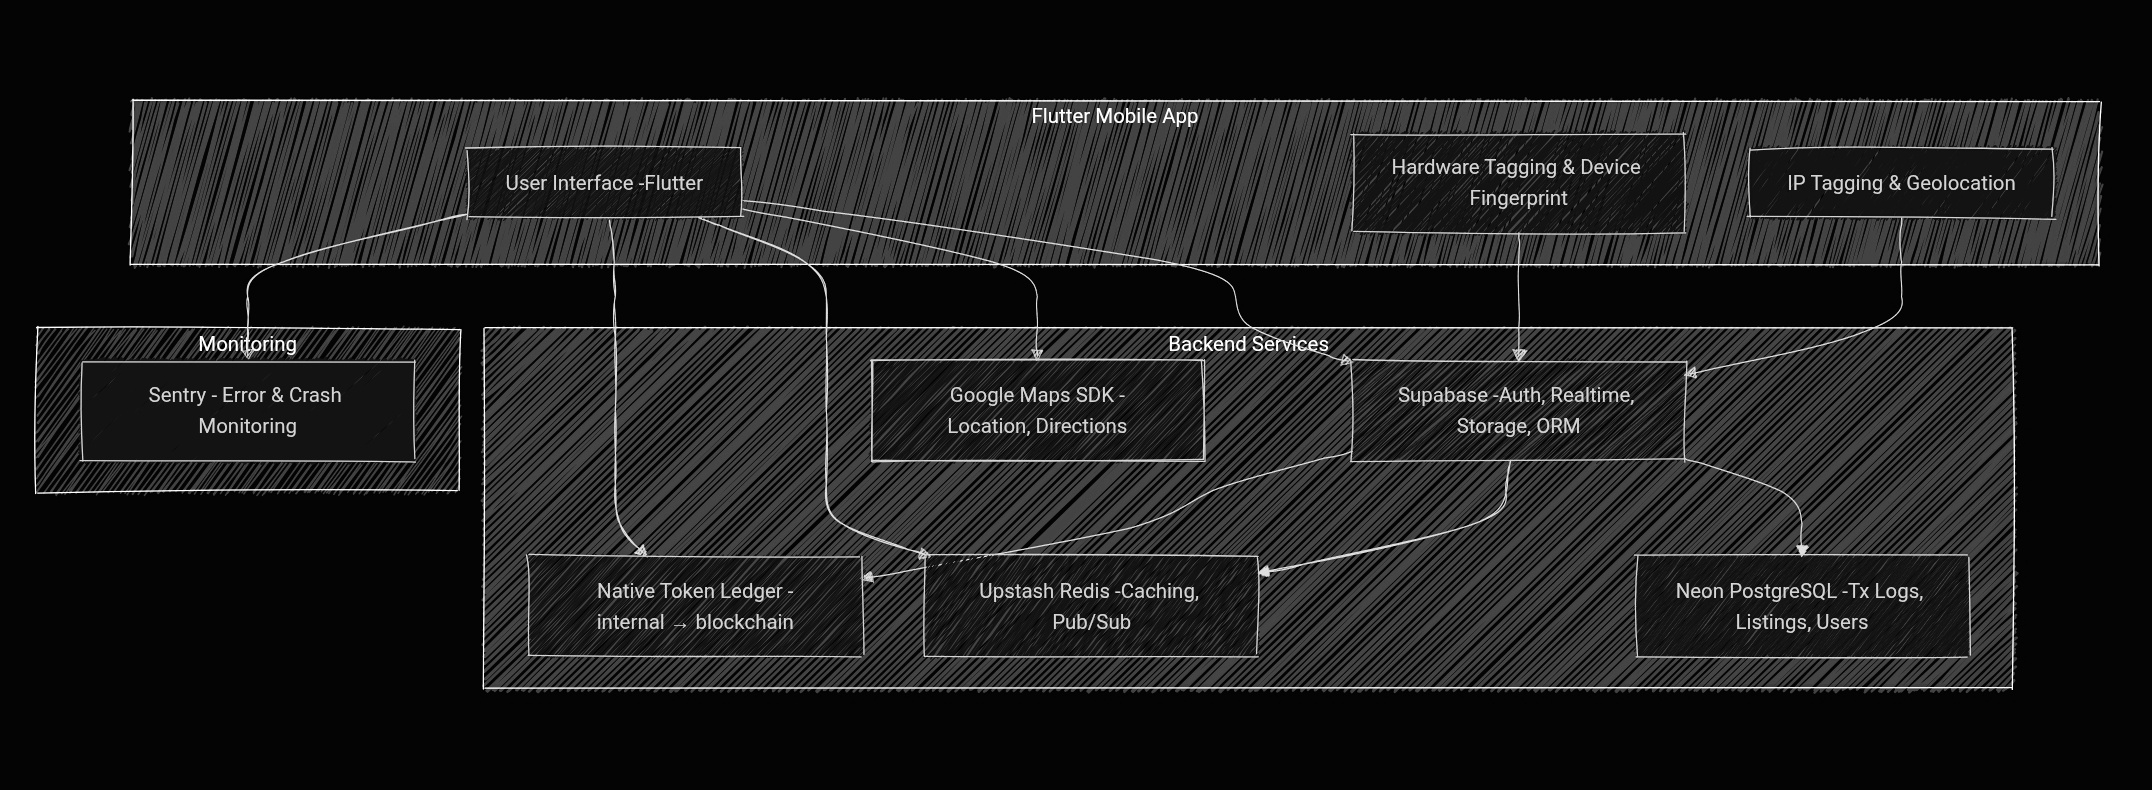 Flutter Mobile App
User Interface -Flutter
Hardware Tagging & Device
Fingerprint
IP Tagging & Geolocation
Monitoring
Sentry - Error & Crash
Monitoring
Backend Services
Google Maps SDK -
Location, Directions
Supabase -Auth, Realtime,
Storage, ORM
Native Token Ledger -
internal → blockchain
Upstash Redis -Caching,
Pub/Sub
Neon PostgreSQL -Tx Logs,
Listings, Users